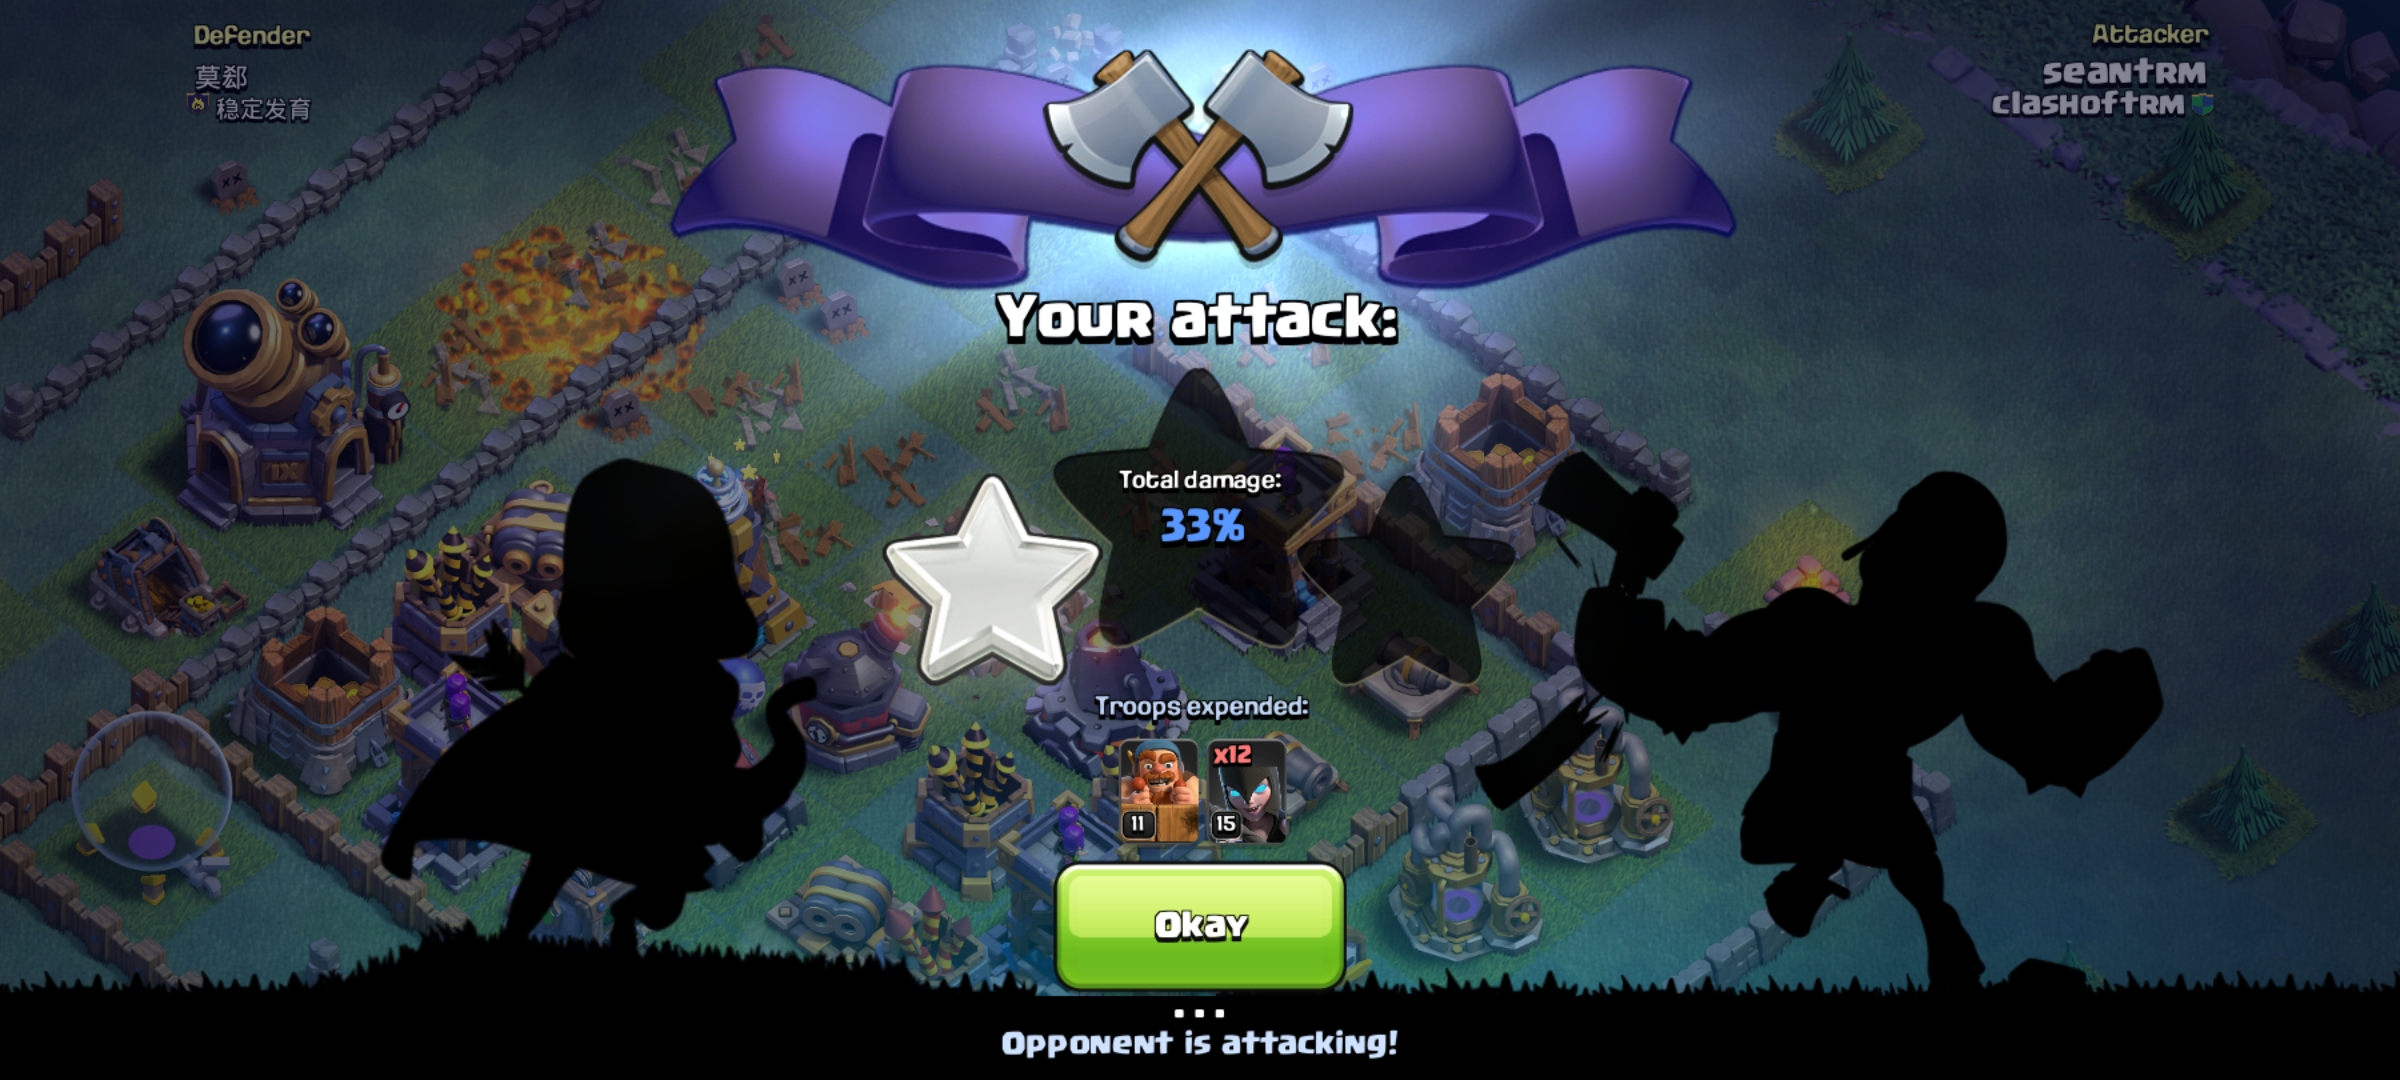 Defender
莫郄
稳定发育
Attacker
seantRM
clashoftRM
Your attack:
Total damage:
33%
Troops expended:
x12
11
15
Okay
...
Opponent is attacking!
IX